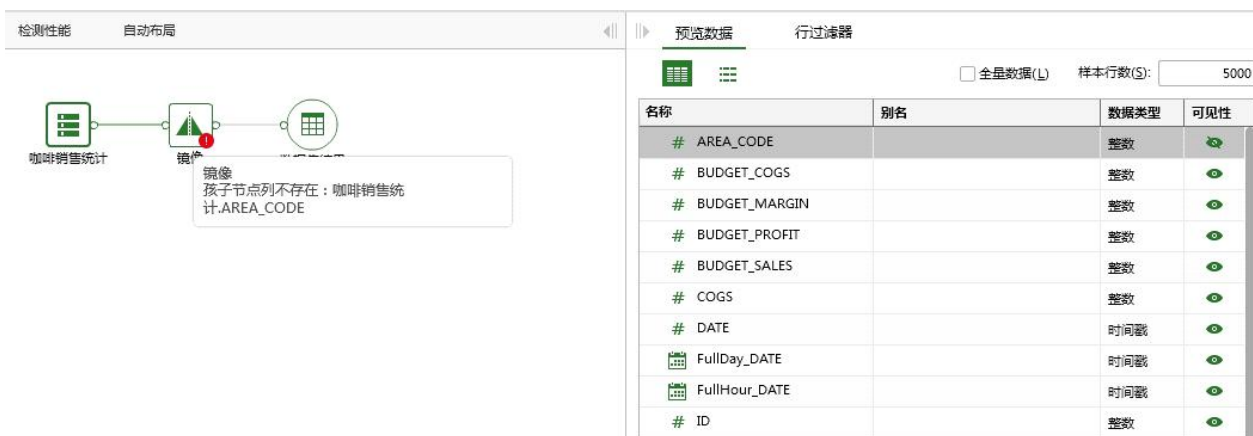 检测性能 自动布局
预览数据 行过滤器
全量数据(L) 样本行数(S): 5000
名称 别名 数据类型 可见性
# AREA_CODE 整数
# BUDGET_COGS 整数
# BUDGET_MARGIN 整数
# BUDGET_PROFIT 整数
# BUDGET_SALES 整数
# COGS 整数
# DATE 时间戳
FullDay_DATE 时间戳
FullHour_DATE 时间戳
# ID 整数
咖啡销售统计
镜像
镜像
孩子节点列不存在：咖啡销售统
计.AREA_CODE